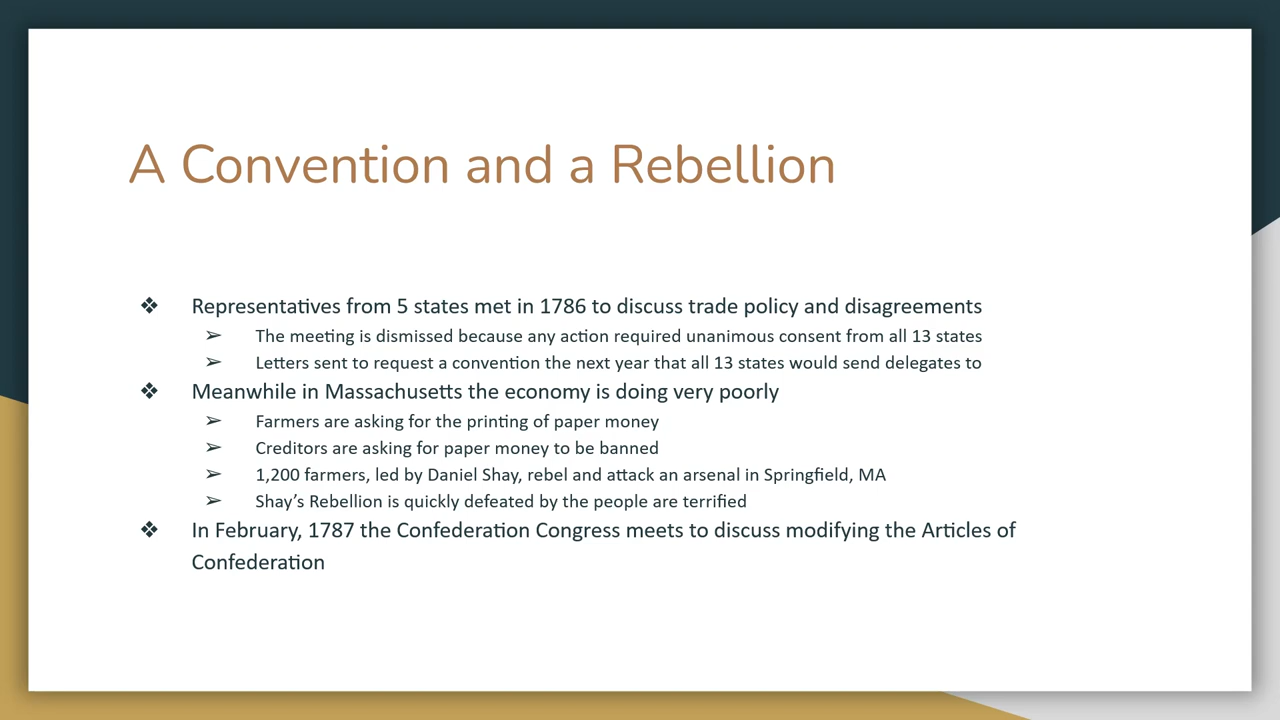 A Convention and a Rebellion
❖ Representatives from 5 states met in 1786 to discuss trade policy and disagreements
➢ The meeting is dismissed because any action required unanimous consent from all 13 states
➢ Letters sent to request a convention the next year that all 13 states would send delegates to
❖ Meanwhile in Massachusetts the economy is doing very poorly
➢ Farmers are asking for the printing of paper money
➢ Creditors are asking for paper money to be banned
➢ 1,200 farmers, led by Daniel Shay, rebel and attack an arsenal in Springfield, MA
➢ Shay’s Rebellion is quickly defeated by the people are terrified
❖ In February, 1787 the Confederation Congress meets to discuss modifying the Articles of
Confederation